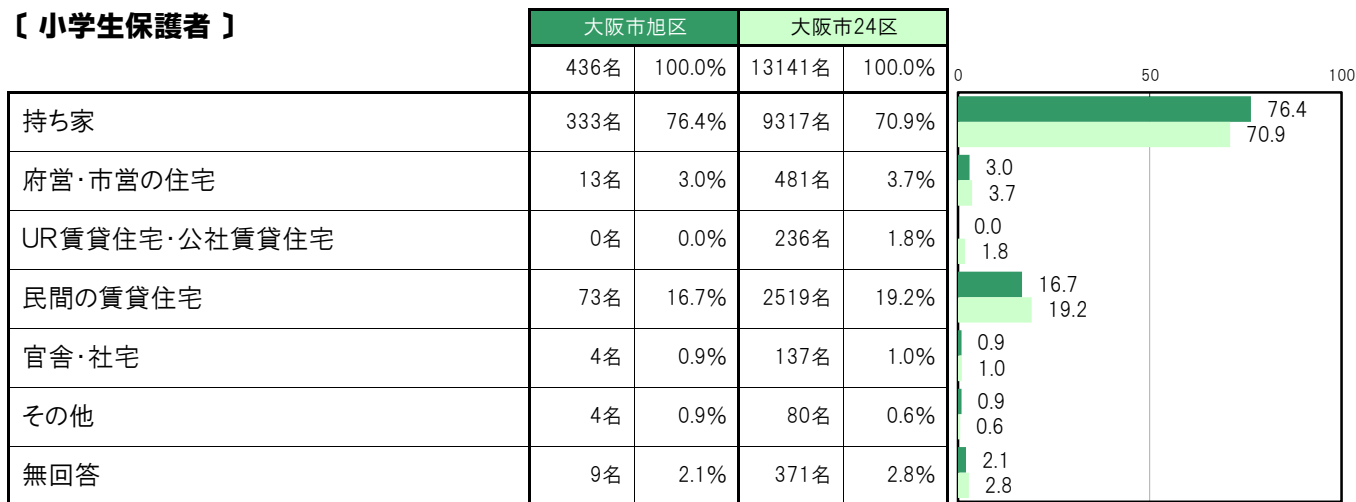 〔 小学生保護者 〕
大阪市旭区 大阪市24区
436名 100.0% 13141名 100.0%
0 50 100
持ち家 333名 76.4% 9317名 70.9%
76.4
70.9
府営・市営の住宅 13名 3.0% 481名 3.7%
3.0
3.7
UR賃貸住宅・公社賃貸住宅 0名 0.0% 236名 1.8%
0.0
1.8
民間の賃貸住宅 73名 16.7% 2519名 19.2%
16.7
19.2
官舎・社宅 4名 0.9% 137名 1.0%
0.9
1.0
その他 4名 0.9% 80名 0.6%
0.9
0.6
無回答 9名 2.1% 371名 2.8%
2.1
2.8